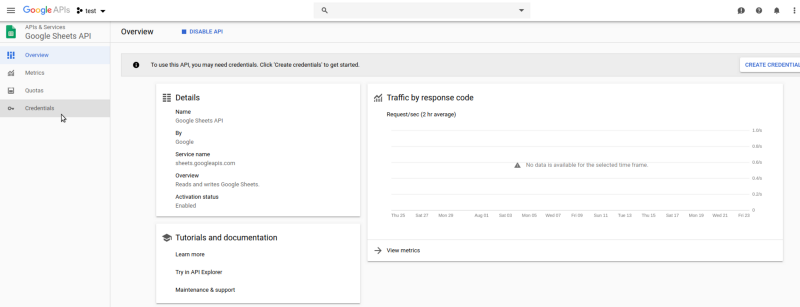 Google APIs
test
APIs & Services
Google Sheets API
Overview
DISABLE API
Overview
Metrics
Quotas
Credentials
To use this API, you may need credentials. Click 'Create credentials' to get started.
CREATE CREDENTIAL
Details
Name
Google Sheets API
By
Google
Service name
sheets.googleapis.com
Overview
Reads and writes Google Sheets.
Activation status
Enabled
Tutorials and documentation
Learn more
Try in API Explorer
Maintenance & support
Traffic by response code
Request/sec (2 hr average)
1.0/s
0.8/s
0.6/s
0.4/s
0.2/s
0
No data is available for the selected time frame.
Thu 25 Sat 27 Mon 29 Aug 01 Sat 03 Mon 05 Wed 07 Fri 09 Sun 11 Tue 13 Thu 15 Sat 17 Mon 19 Wed 21 Fri 23
View metrics